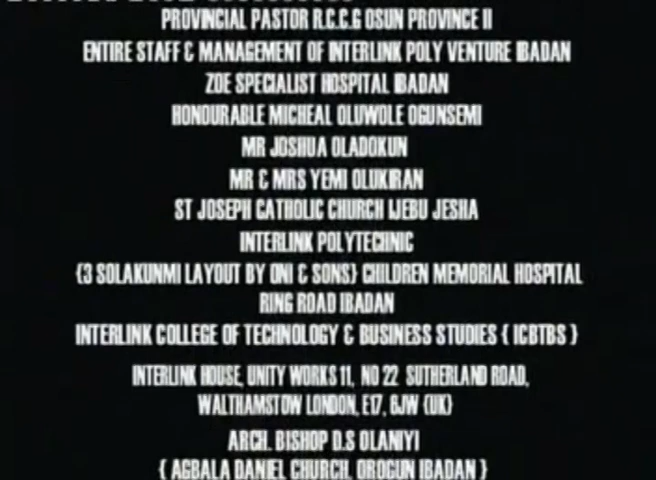 PROVINCIAL PASTOR R.C.C.G OSUN PROVINCE II
ENTIRE STAFF & MANAGEMENT OF INTERLINK POLY VENTURE IBADAN
ZOE SPECIALIST HOSPITAL IBADAN
HONOURABLE MICHEAL OLUWOLE OGUNSEMI
MR JOSHUA OLADOKUN
MR & MRS YEMI OLUKIRAN
ST JOSEPH CATHOLIC CHURCH IJEBU JESHA
INTERLINK POLYTECHNIC
{3 SOLAKUNMI LAYOUT BY ONI & SONS} CHILDREN MEMORIAL HOSPITAL
RING ROAD IBADAN
INTERLINK COLLEGE OF TECHNOLOGY & BUSINESS STUDIES { ICBTBS }
INTERLINK HOUSE, UNITY WORKS 11, NO 22 SUTHERLAND ROAD,
WALTHAMSTOW LONDON, E17, 6JW {UK}
ARCH. BISHOP D.S OLANIYI
{ AGBALA DANIEL CHURCH, OROGUN IBADAN }